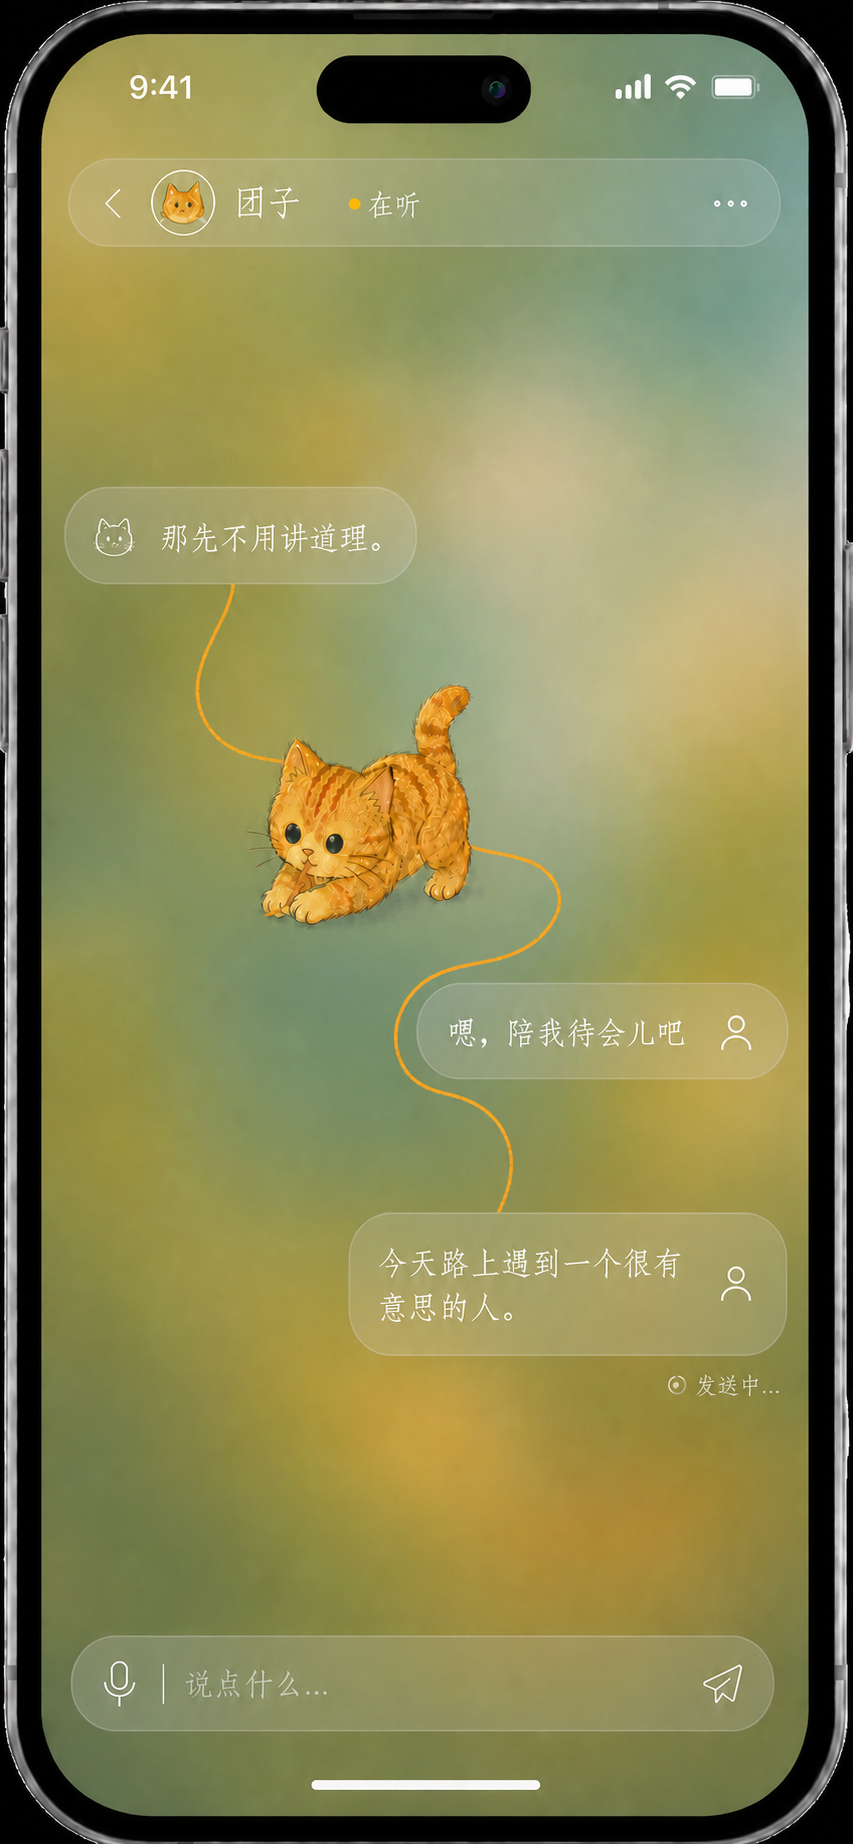 9:41
团子
在听
那先不用讲道理。
嗯，陪我待会儿吧
今天路上遇到一个很有
意思的人。
发送中...
说点什么...